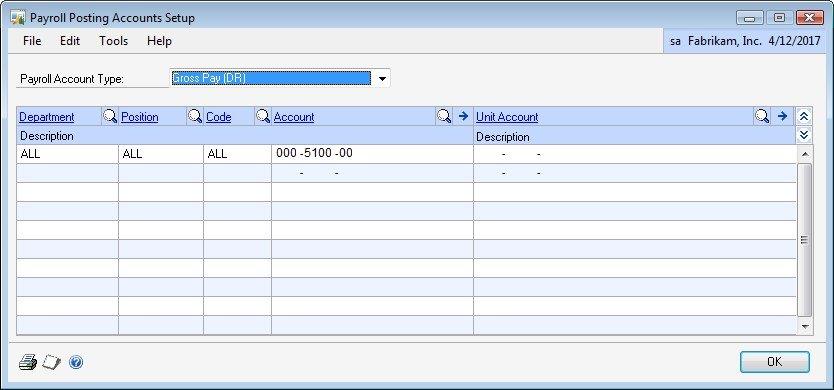 Payroll Posting Accounts Setup
File Edit Tools Help sa Fabrikam, Inc. 4/12/2017
Payroll Account Type: Gross Pay (DR)
Department Position Code Account Unit Account
Description Description
ALL ALL ALL 000 -5100 -00 - -
- -
OK